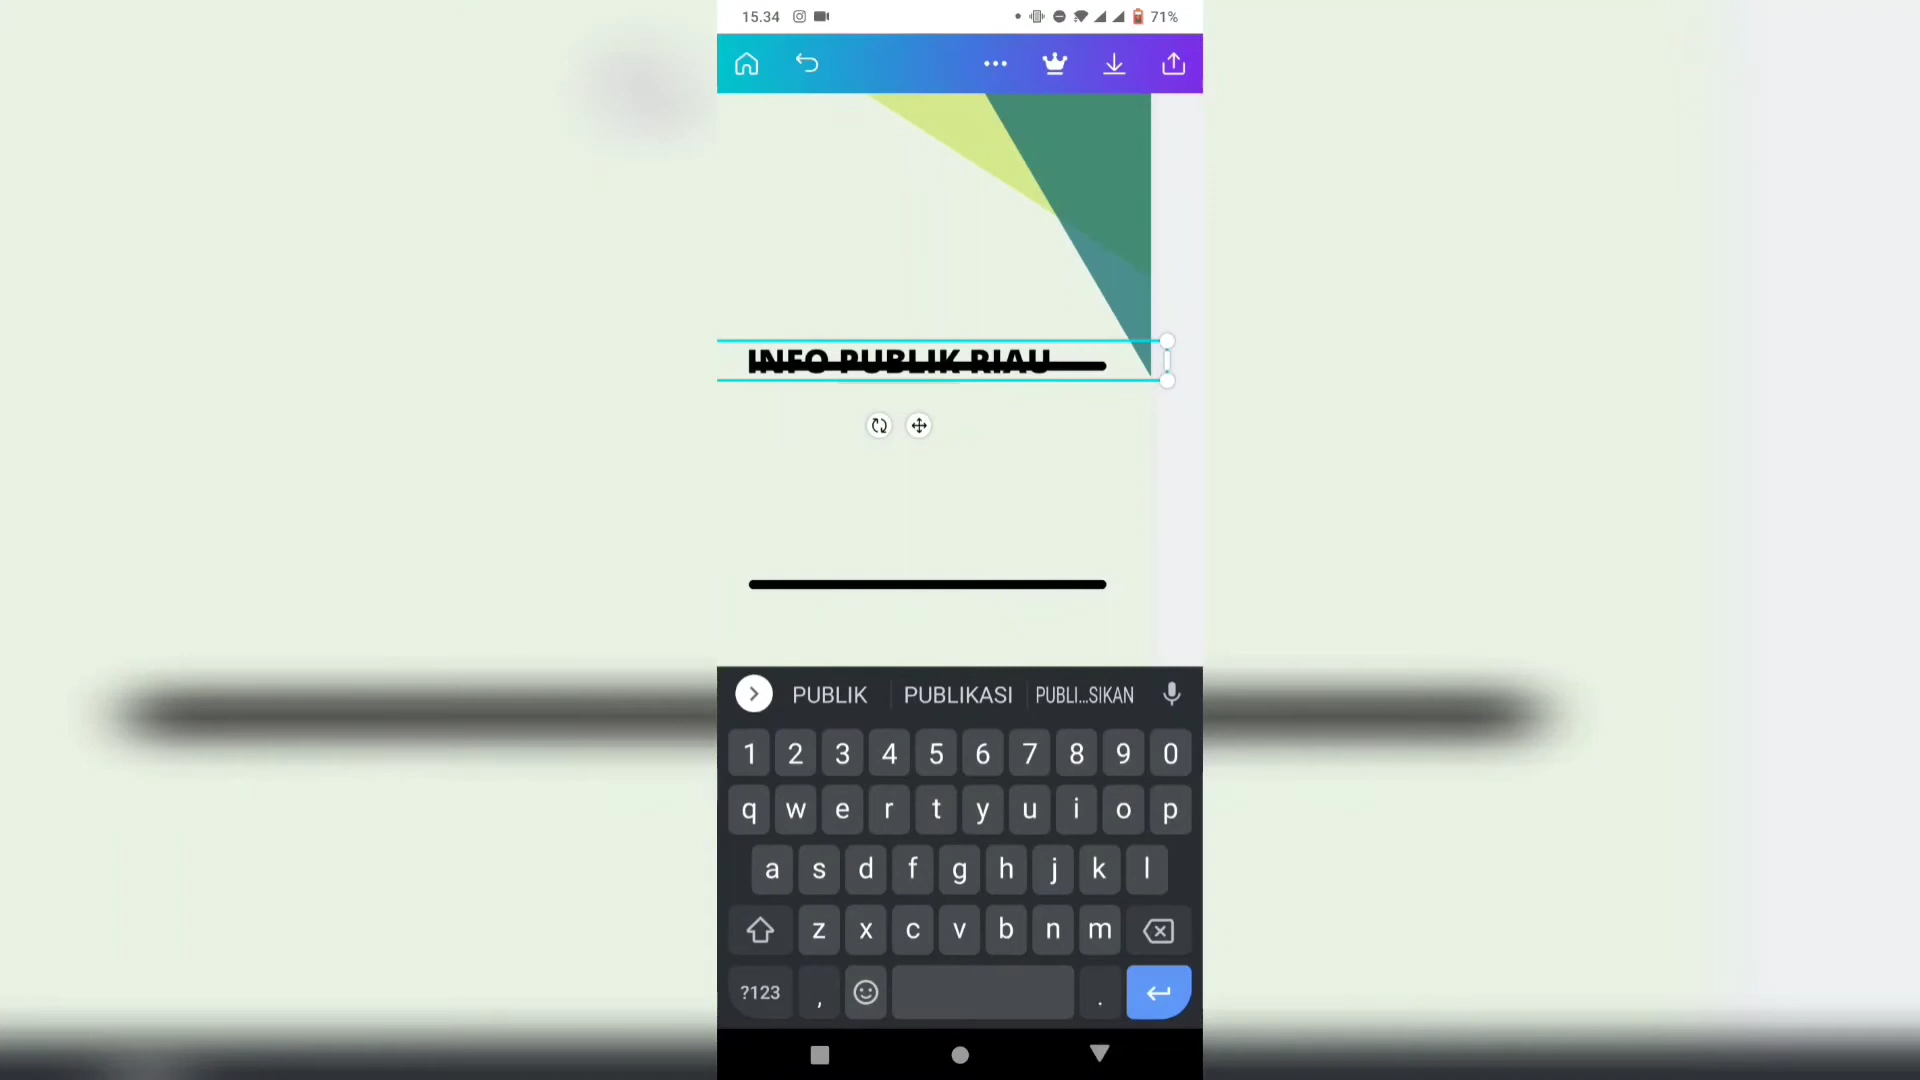 15.34
71%
INFO PUBLIK RIAU
PUBLIK PUBLIKASI PUBLI...SIKAN
1 2 3 4 5 6 7 8 9 0
q w e r t y u i o p
a s d f g h j k l
z x c v b n m
?123 , .